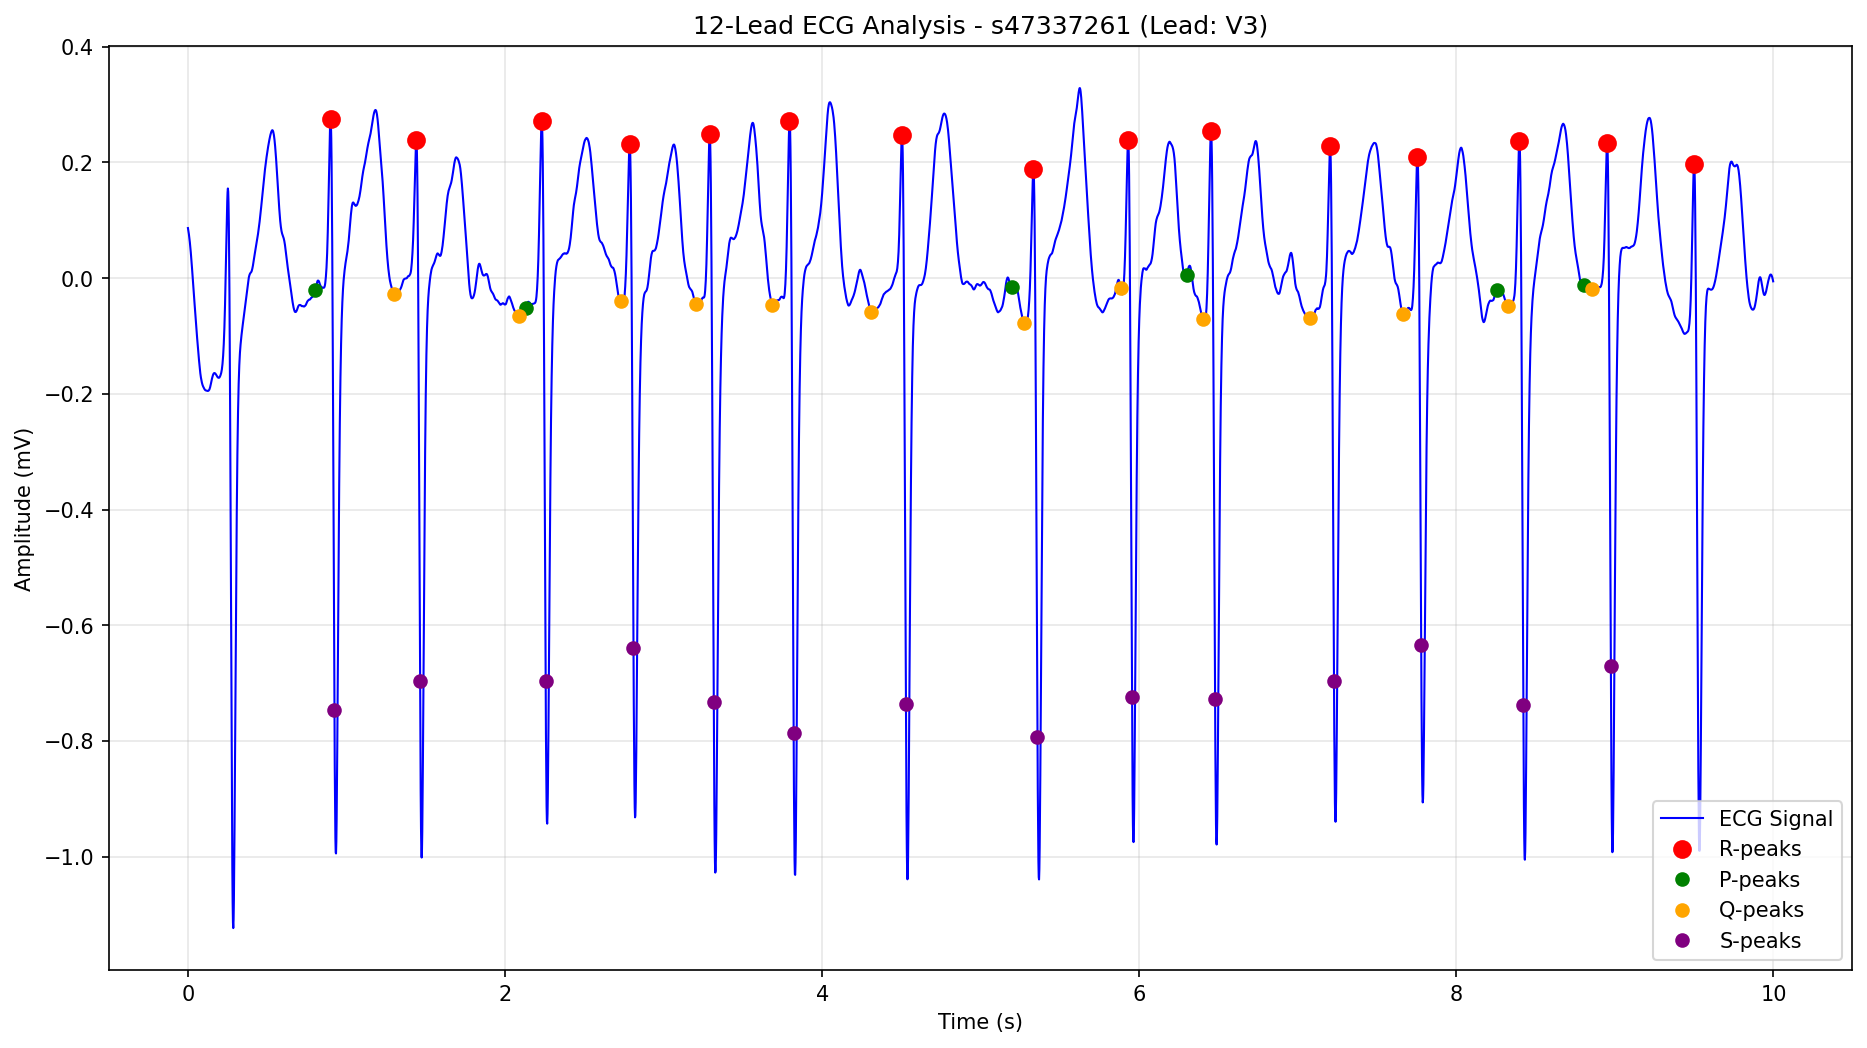 12-Lead ECG Analysis - s47337261 (Lead: V3)
Amplitude (mV)
0.4
0.2
0.0
−0.2
−0.4
−0.6
−0.8
−1.0
0 2 4 6 8 10
Time (s)
ECG Signal
R-peaks
P-peaks
Q-peaks
S-peaks